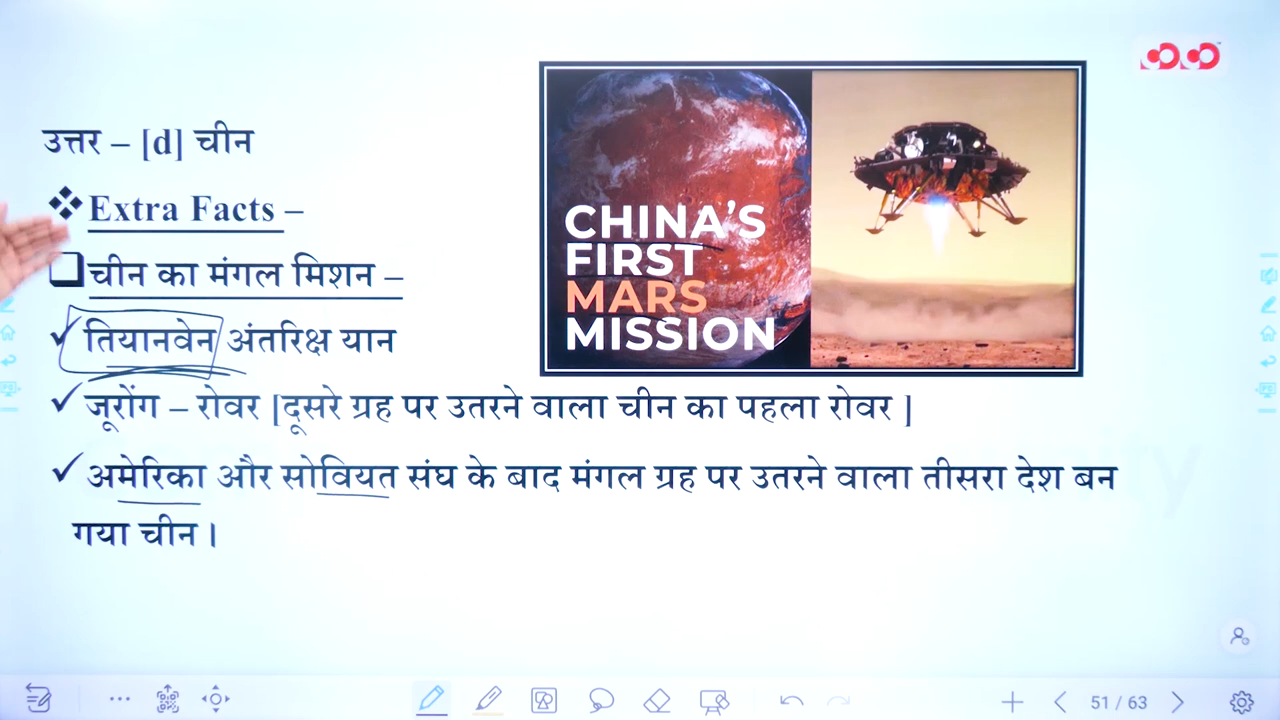 उत्तर – [d] चीन
❖ Extra Facts –
❑ चीन का मंगल मिशन –
✓ तियानवेन अंतरिक्ष यान
✓ जूरोंग – रोवर [दूसरे ग्रह पर उतरने वाला चीन का पहला रोवर ]
✓ अमेरिका और सोवियत संघ के बाद मंगल ग्रह पर उतरने वाला तीसरा देश बन
गया चीन ।
CHINA'S
FIRST
MARS
MISSION
51 / 63